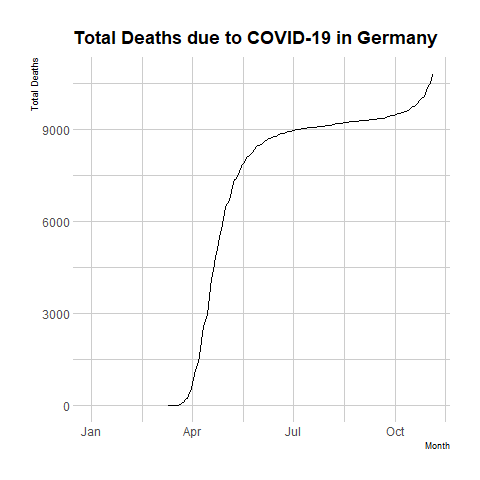 Total Deaths due to COVID-19 in Germany
Total Deaths
9000
6000
3000
0
Jan Apr Jul Oct
Month